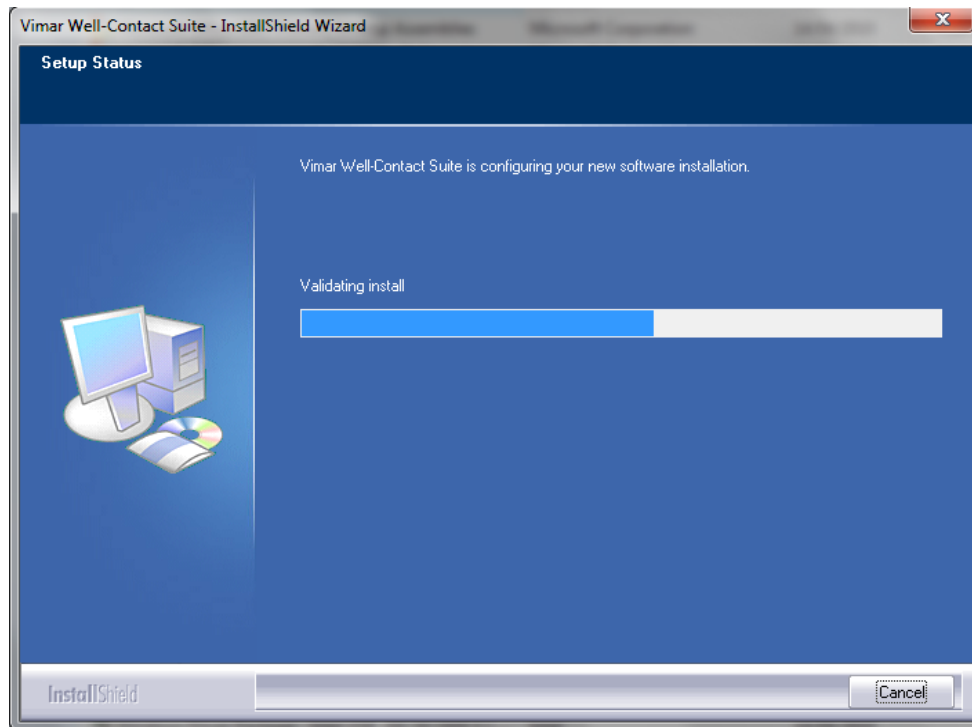 Vimar Well-Contact Suite - InstallShield Wizard
Setup Status
Vimar Well-Contact Suite is configuring your new software installation.
Validating install
InstallShield
Cancel